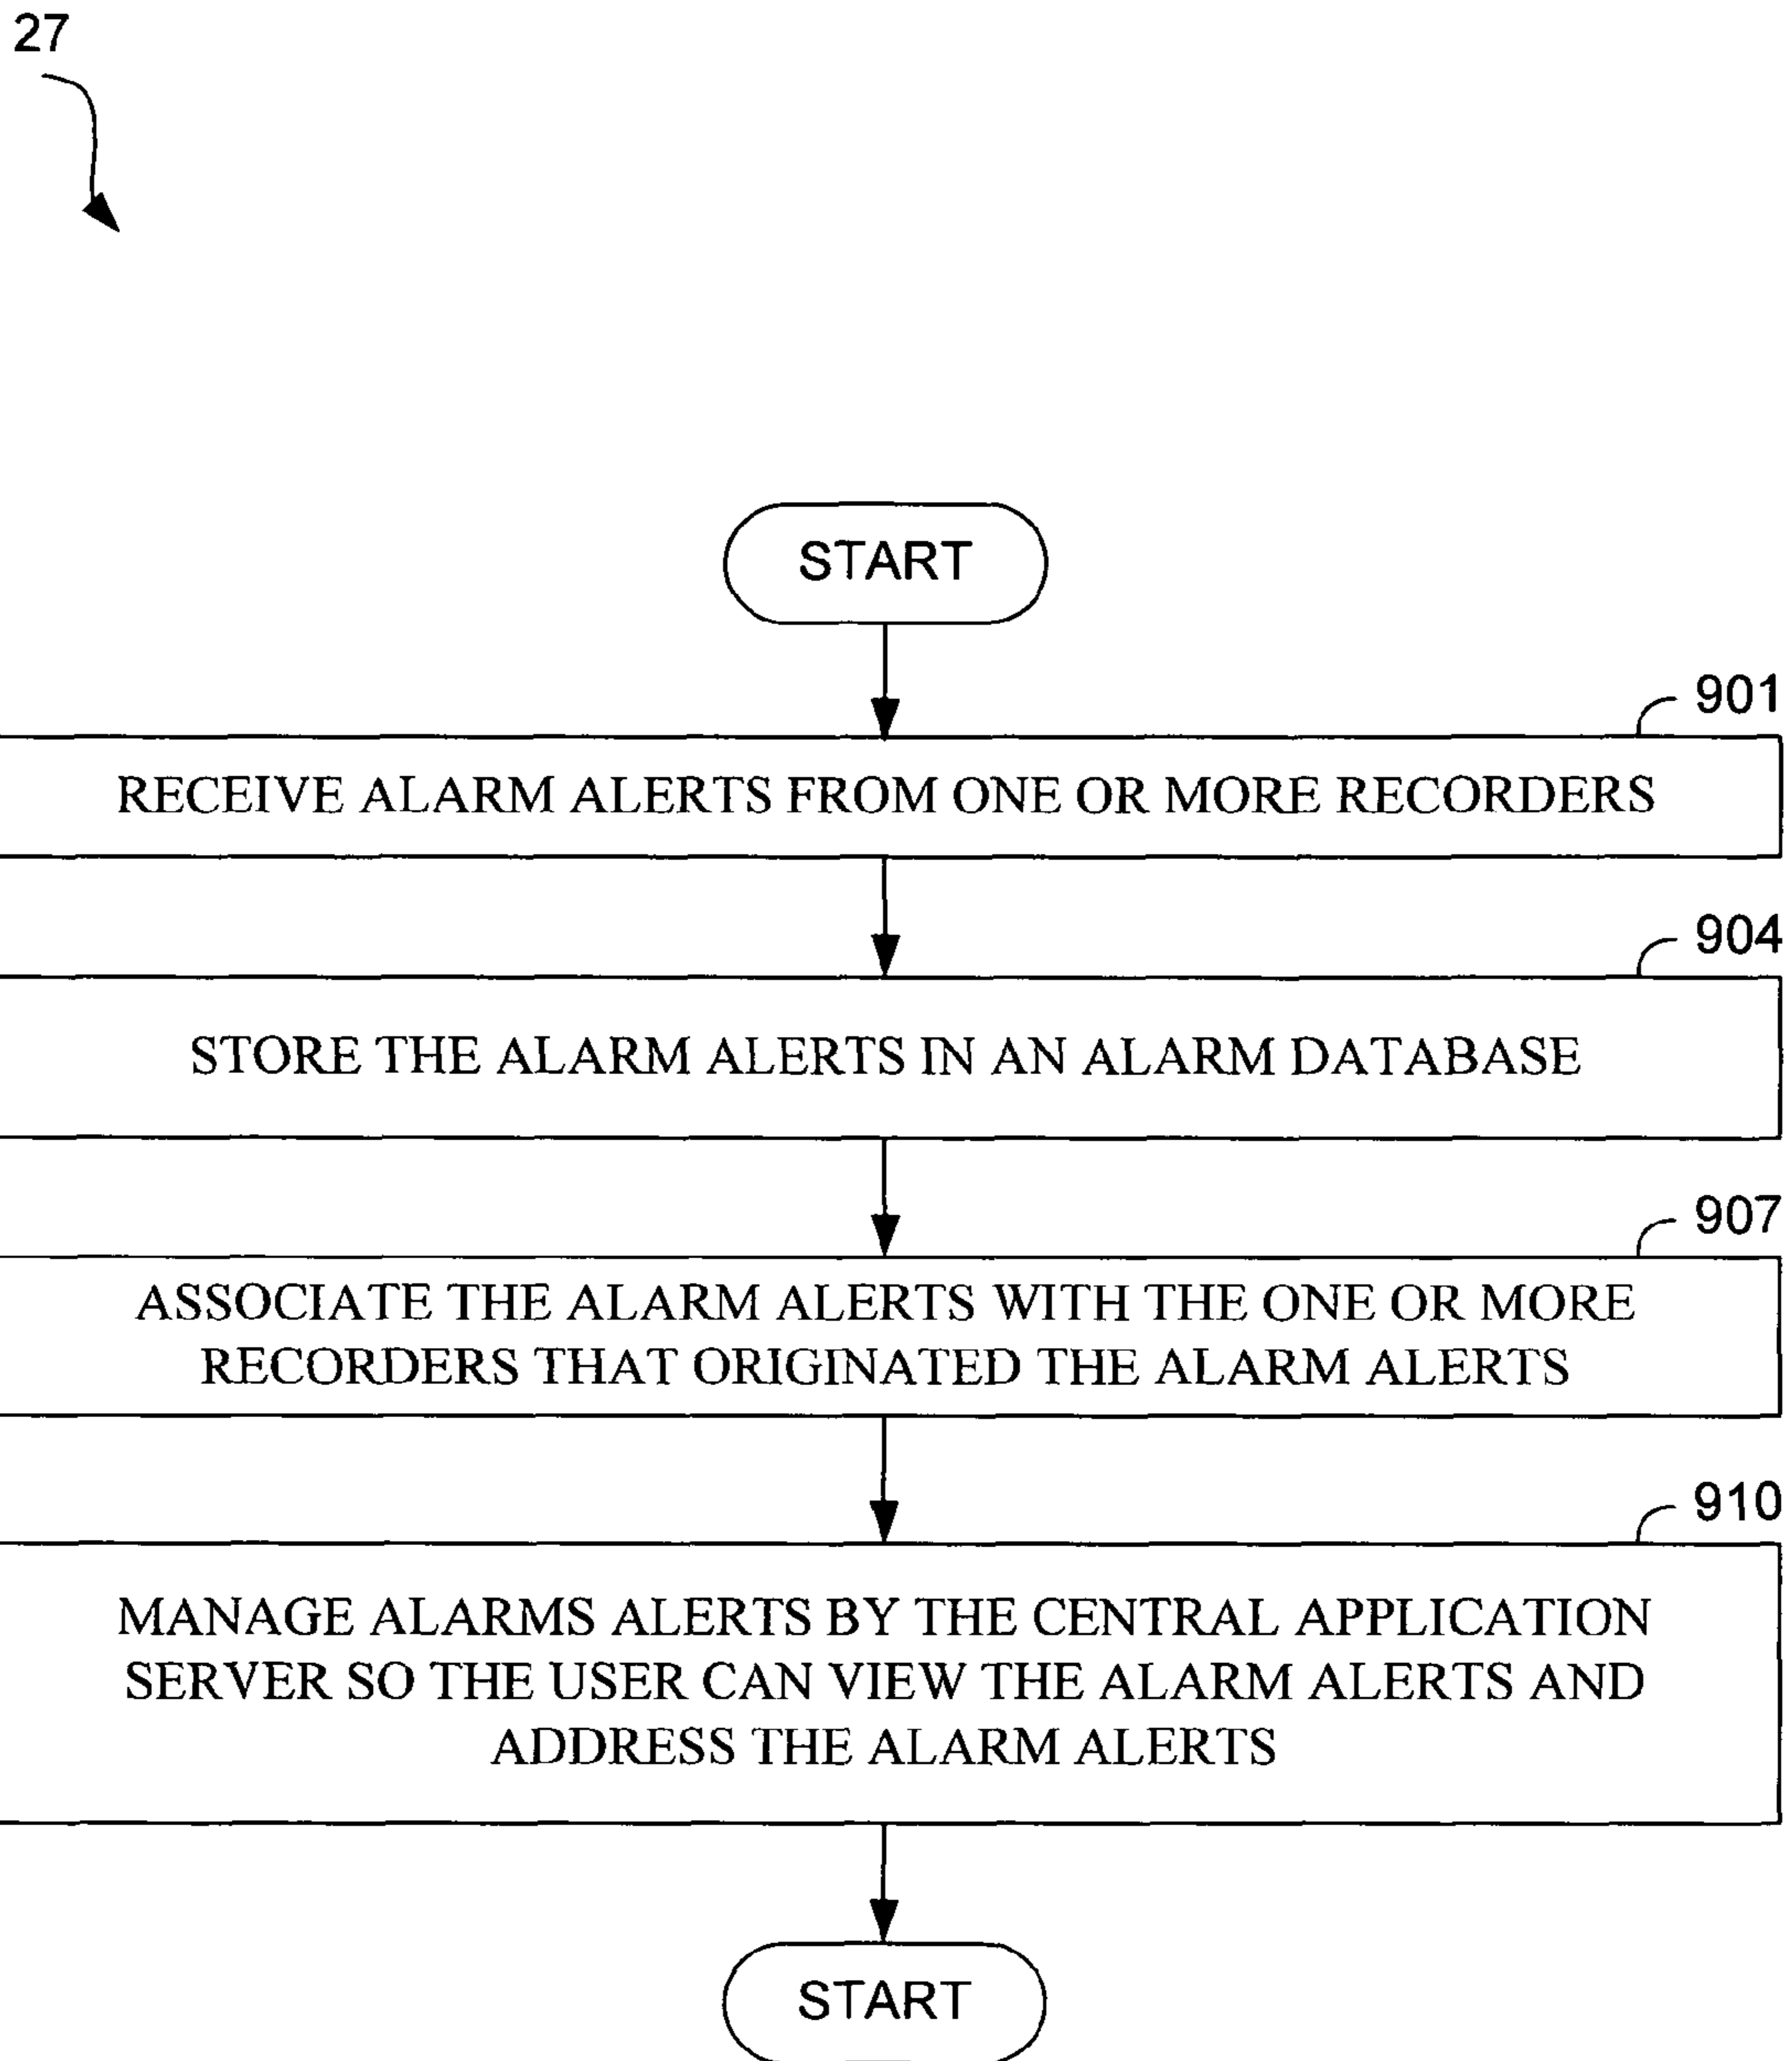 27
START
901
RECEIVE ALARM ALERTS FROM ONE OR MORE RECORDERS
904
STORE THE ALARM ALERTS IN AN ALARM DATABASE
907
ASSOCIATE THE ALARM ALERTS WITH THE ONE OR MORE
RECORDERS THAT ORIGINATED THE ALARM ALERTS
910
MANAGE ALARMS ALERTS BY THE CENTRAL APPLICATION
SERVER SO THE USER CAN VIEW THE ALARM ALERTS AND
ADDRESS THE ALARM ALERTS
START